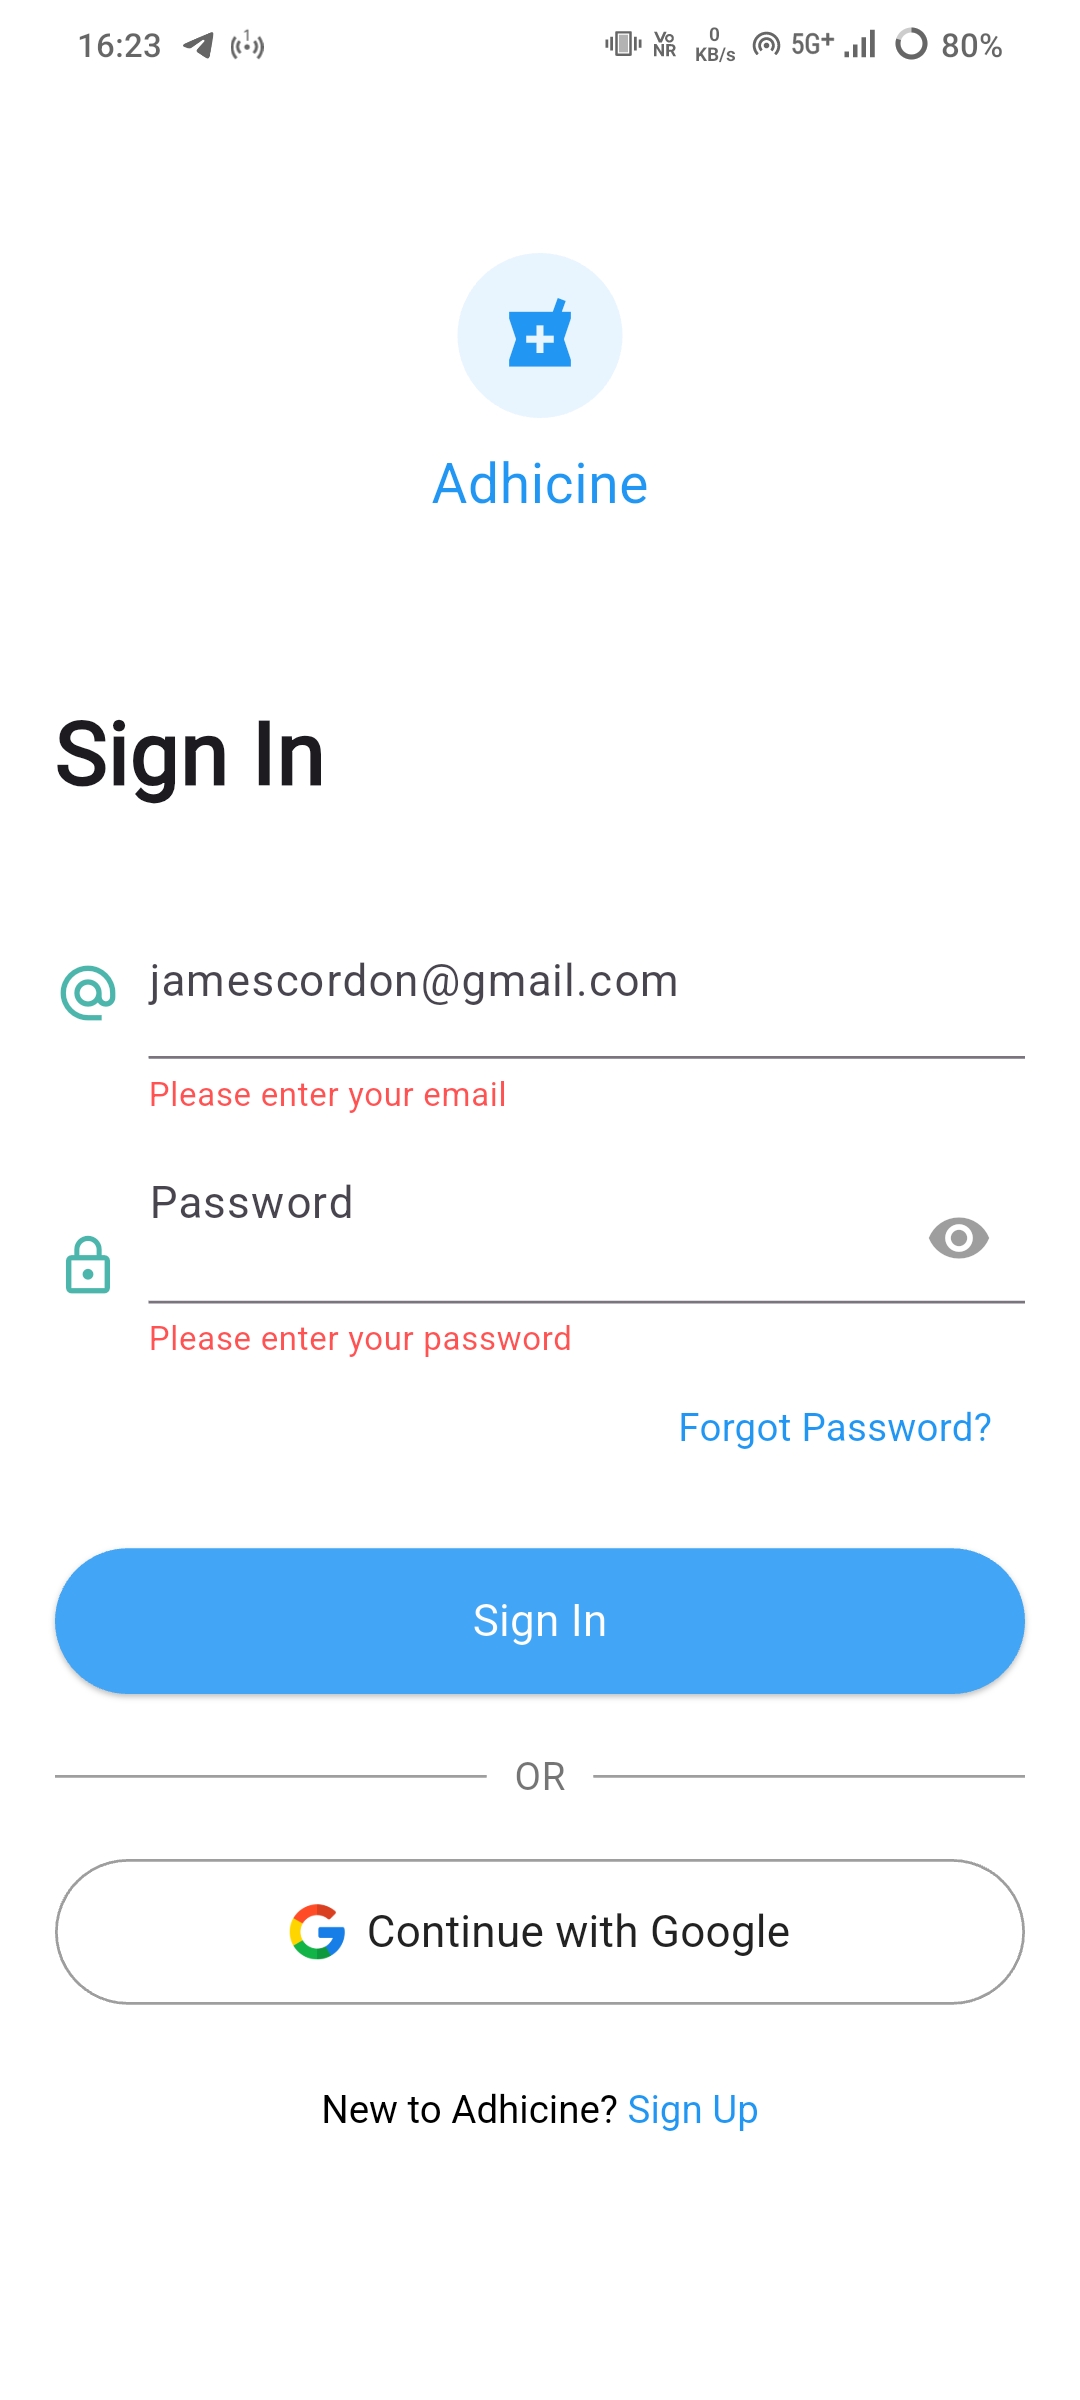 16:23 1 Vo NR 0 KB/s 5G+ 80%
Adhicine
Sign In
jamescordon@gmail.com
Please enter your email
Password
Please enter your password
Forgot Password?
Sign In
OR
Continue with Google
New to Adhicine? Sign Up